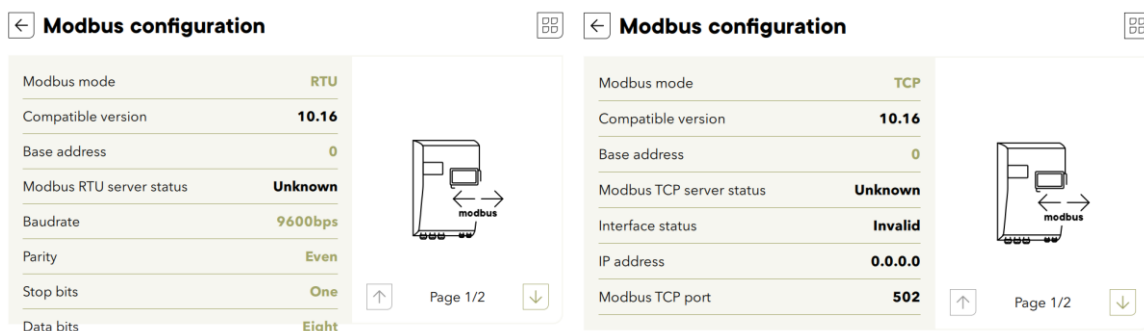 Modbus configuration
Modbus mode RTU
Compatible version 10.16
Base address 0
Modbus RTU server status Unknown
Baudrate 9600bps
Parity Even
Stop bits One
Data bits Eight
modbus
Page 1/2
Modbus configuration
Modbus mode TCP
Compatible version 10.16
Base address 0
Modbus TCP server status Unknown
Interface status Invalid
IP address 0.0.0.0
Modbus TCP port 502
modbus
Page 1/2